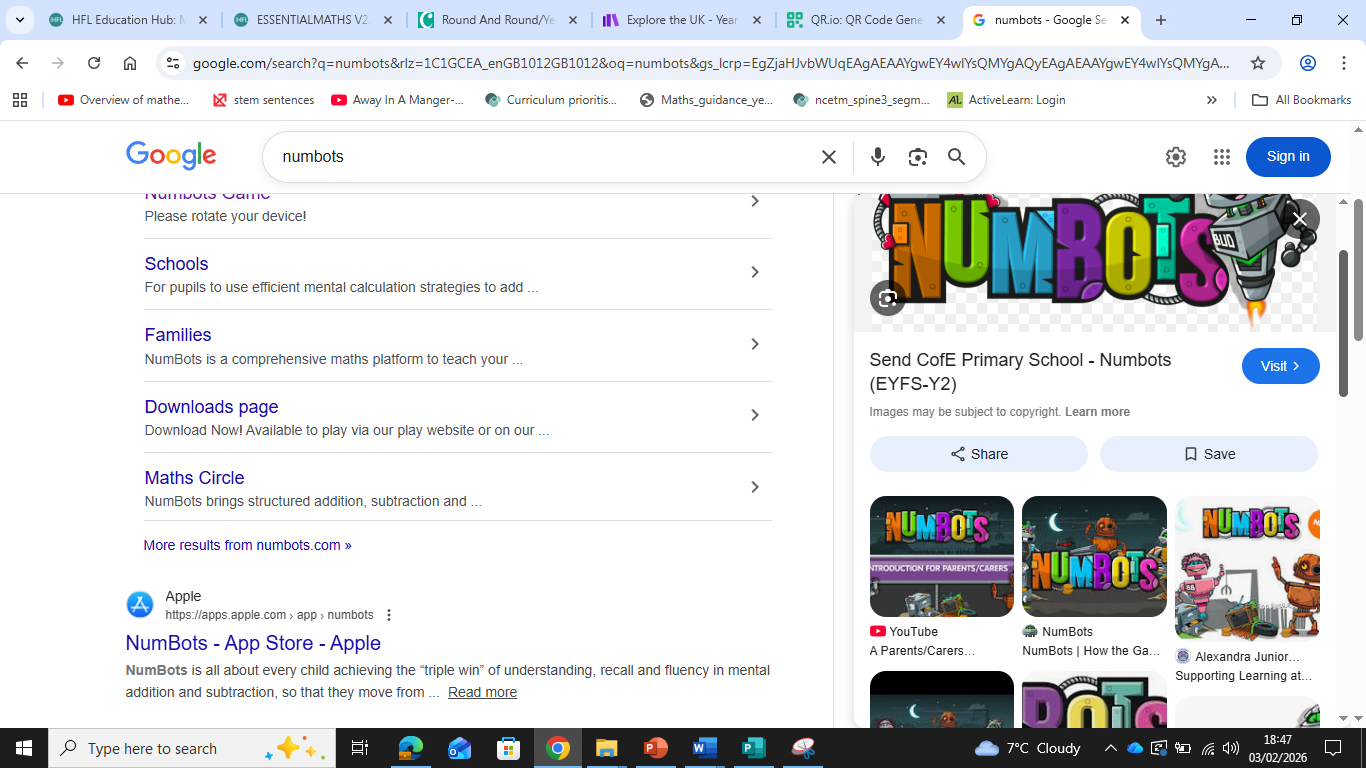 HFL Education Hub: M
ESSENTIALMATHS V2
Round And Round/Ye
Explore the UK - Year
QR.io: QR Code Gene
numbots - Google Se
google.com/search?q=numbots&rlz=1C1GCEA_enGB1012GB1012&oq=numbots&gs_lcrp=EgZjaHJvbWUqEAgAEAAYgwEY4wIYsQMYgAQyEAgAEAAYgwEY4wIYsQMYgA...
Overview of mathe...
stem sentences
Away In A Manger-...
Curriculum prioritis...
Maths_guidance_ye...
ncetm_spine3_segm...
ActiveLearn: Login
All Bookmarks
Google
numbots
Sign in
Numbots Game
Please rotate your device!
Schools
For pupils to use efficient mental calculation strategies to add ...
Families
NumBots is a comprehensive maths platform to teach your ...
Downloads page
Download Now! Available to play via our play website or on our ...
Maths Circle
NumBots brings structured addition, subtraction and ...
More results from numbots.com »
Apple
https://apps.apple.com › app › numbots
NumBots - App Store - Apple
NumBots is all about every child achieving the “triple win” of understanding, recall and fluency in mental
addition and subtraction, so that they move from ... Read more
NUMBOTS
BUD
Send CofE Primary School - Numbots
(EYFS-Y2)
Visit
Images may be subject to copyright. Learn more
Share
Save
NUMBOTS
INTRODUCTION FOR PARENTS/CARERS
YouTube
A Parents/Carers...
NUMBOTS
NumBots
NumBots | How the Ga...
NUMBOTS
Alexandra Junior...
Supporting Learning at...
Type here to search
7°C Cloudy
18:47
03/02/2026